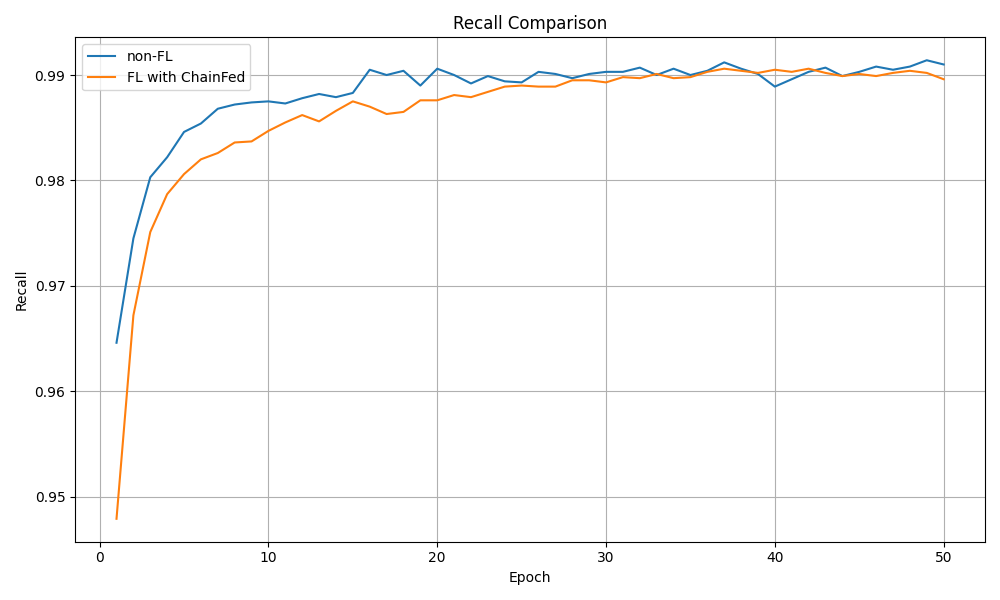 Recall Comparison
non-FL
FL with ChainFed
0.99
0.98
0.97
0.96
0.95
Recall
0 10 20 30 40 50
Epoch